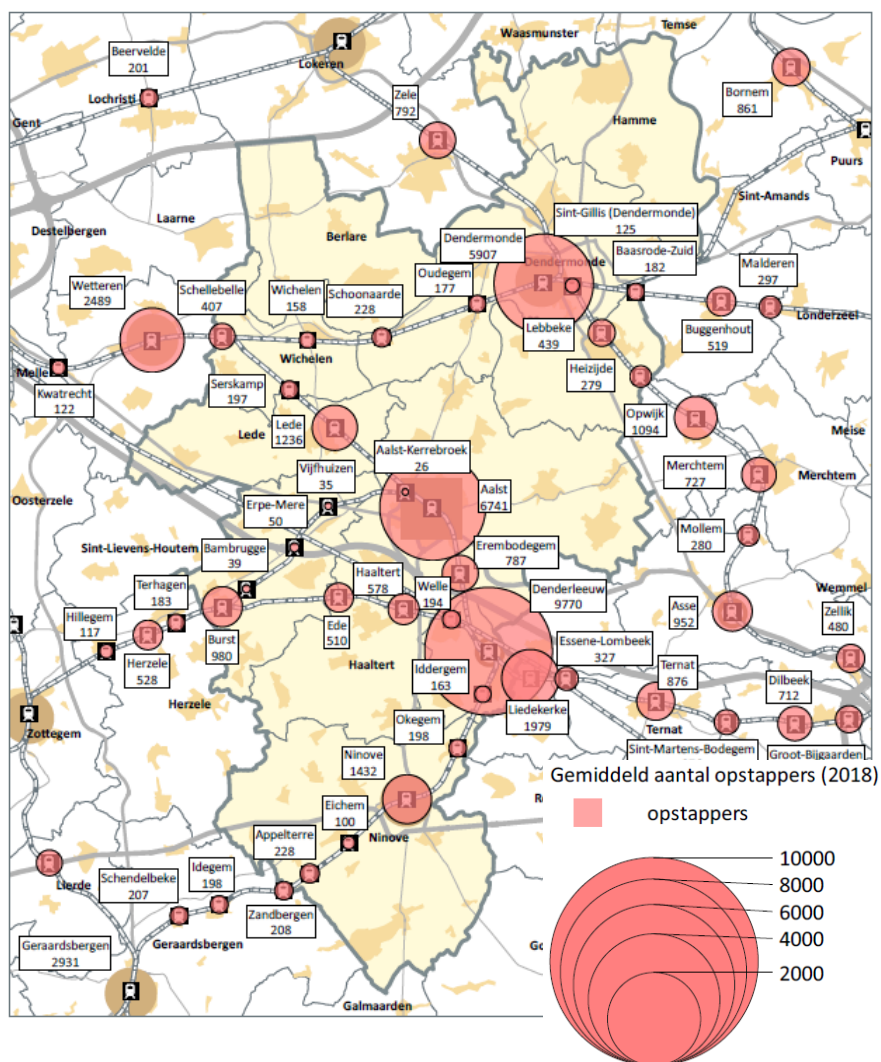 Temse
Waasmunster
Beervelde
201
Lokeren
Lochristi
Zele
792
Bornem
861
Gent
Hamme
Puurs
Sint-Amands
Laarne
Destelbergen
Berlare
Sint-Gillis (Dendermonde)
125
Dendermonde
5907
Dendermonde
Baasrode-Zuid
182
Malderen
297
Oudegem
177
Wetteren
2489
Schellebelle
407
Wichelen
158
Schoonaarde
228
Londerzeel
Buggenhout
519
Lebbeke
439
Wichelen
Melle
Kwatrecht
122
Serskamp
197
Heizijde
279
Lede
1236
Lede
Opwijk
1094
Meise
Aalst-Kerrebroek
26
Vijfhuizen
35
Merchtem
727
Merchtem
Aalst
6741
Oosterzele
Erpe-Mere
50
Mollem
280
Sint-Lievens-Houtem
Bambrugge
39
Erembodegem
787
Haaltert
578
Welle
194
Denderleeuw
9770
Terhagen
183
Wemmel
Asse
952
Zellik
480
Hillegem
117
Burst
980
Ede
510
Essene-Lombeek
327
Herzele
528
Haaltert
Iddergem
163
Ternat
876
Dilbeek
712
Herzele
Liedekerke
1979
Okegem
198
Zottegem
Ternat
Sint-Martens-Bodegem
Groot-Bijgaarden
Ninove
1432
Eichem
100
Ninove
Appelterre
228
Idegem
198
Schendelbeke
207
Lierde
Zandbergen
208
Geraardsbergen
Geraardsbergen
2931
Galmaarden
Gemiddeld aantal opstappers (2018)
opstappers
10000
8000
6000
4000
2000